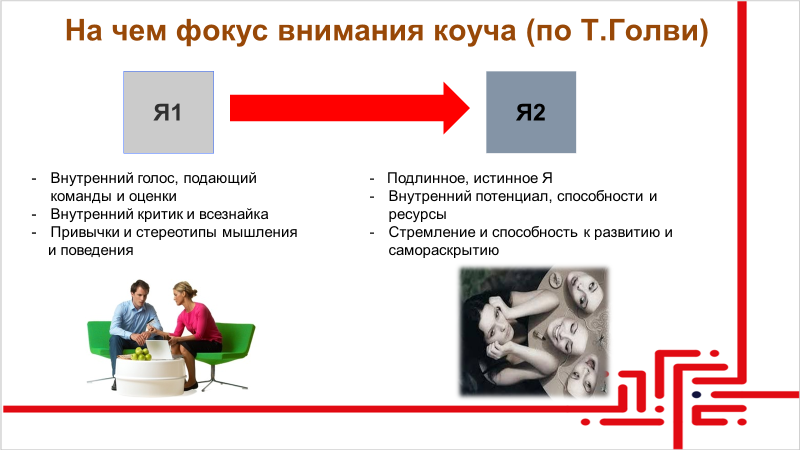 На чем фокус внимания коуча (по Т.Голви)
Я1
Я2
- Внутренний голос, подающий
команды и оценки
- Внутренний критик и всезнайка
- Привычки и стереотипы мышления
и поведения
- Подлинное, истинное Я
- Внутренний потенциал, способности и
ресурсы
- Стремление и способность к развитию и
самораскрытию